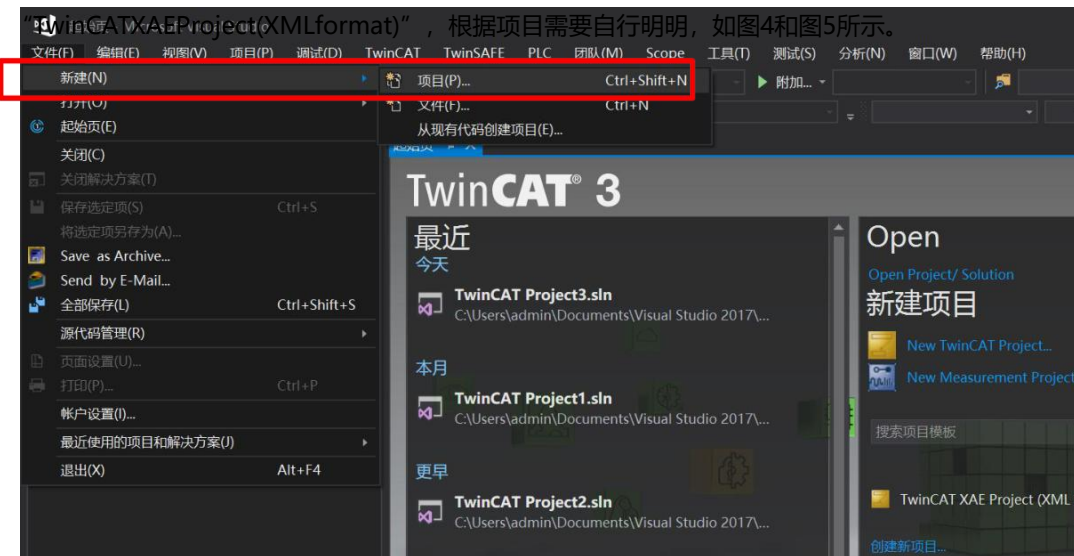 “TwinCATXAEProject(XMLformat)”，根据项目需要自行明明，如图4和图5所示。
文件(F) 编辑(E) 视图(V) 项目(P) 调试(D) TwinCAT TwinSAFE PLC 团队(M) Scope 工具(T) 测试(S) 分析(N) 窗口(W) 帮助(H)
新建(N)
项目(P)... Ctrl+Shift+N
附加...
打开(O)
文件(F)... Ctrl+N
起始页(E)
从现有代码创建项目(E)...
关闭(C)
起始页
关闭解决方案(T)
保存选定项(S) Ctrl+S
将选定项另存为(A)...
Save as Archive...
Send by E-Mail...
全部保存(L) Ctrl+Shift+S
源代码管理(R)
页面设置(U)...
打印(P)... Ctrl+P
帐户设置(I)...
最近使用的项目和解决方案(J)
退出(X) Alt+F4
TwinCAT® 3
最近
今天
TwinCAT Project3.sln
C:\Users\admin\Documents\Visual Studio 2017\...
本月
TwinCAT Project1.sln
C:\Users\admin\Documents\Visual Studio 2017\...
更早
TwinCAT Project2.sln
C:\Users\admin\Documents\Visual Studio 2017\...
Open
Open Project/ Solution
新建项目
New TwinCAT Project...
New Measurement Project
搜索项目模板
TwinCAT XAE Project (XML
创建新项目...